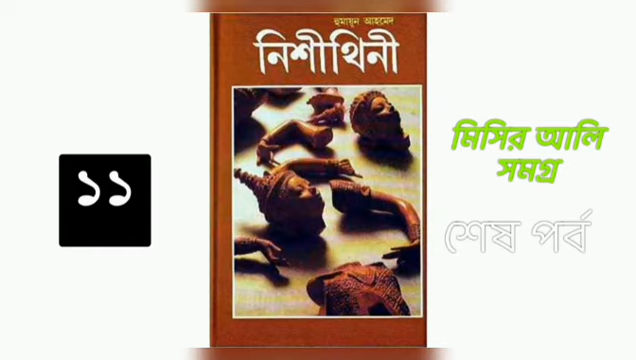 হুমায়ূন আহমেদ
নিশীথিনী
১১
মিসির আলি
সমগ্র
শেষ পর্ব